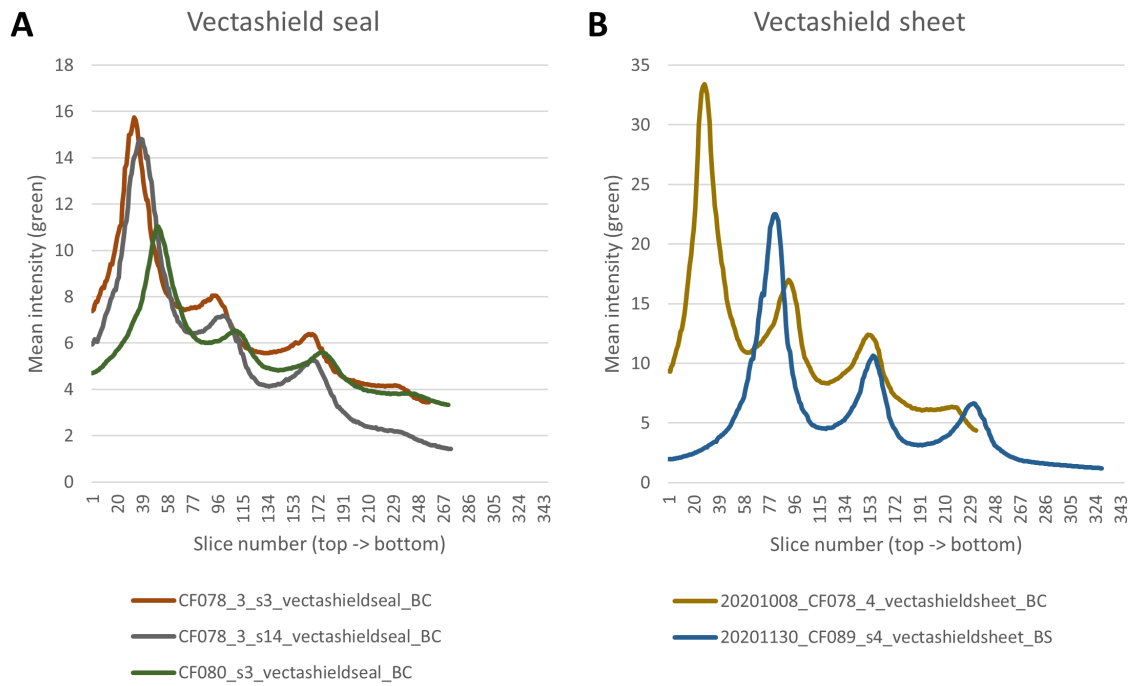 A
Vectashield seal
Mean intensity (green)
18
16
14
12
10
8
6
4
2
0
1 20 39 58 77 96 115 134 153 172 191 210 229 248 267 286 305 324 343
Slice number (top -> bottom)
CF078_3_s3_vectashieldseal_BC
CF078_3_s14_vectashieldseal_BC
CF080_s3_vectashieldseal_BC
B
Vectashield sheet
Mean intensity (green)
35
30
25
20
15
10
5
0
1 20 39 58 77 96 115 134 153 172 191 210 229 248 267 286 305 324 343
Slice number (top -> bottom)
20201008_CF078_4_vectashieldsheet_BC
20201130_CF089_s4_vectashieldsheet_BS